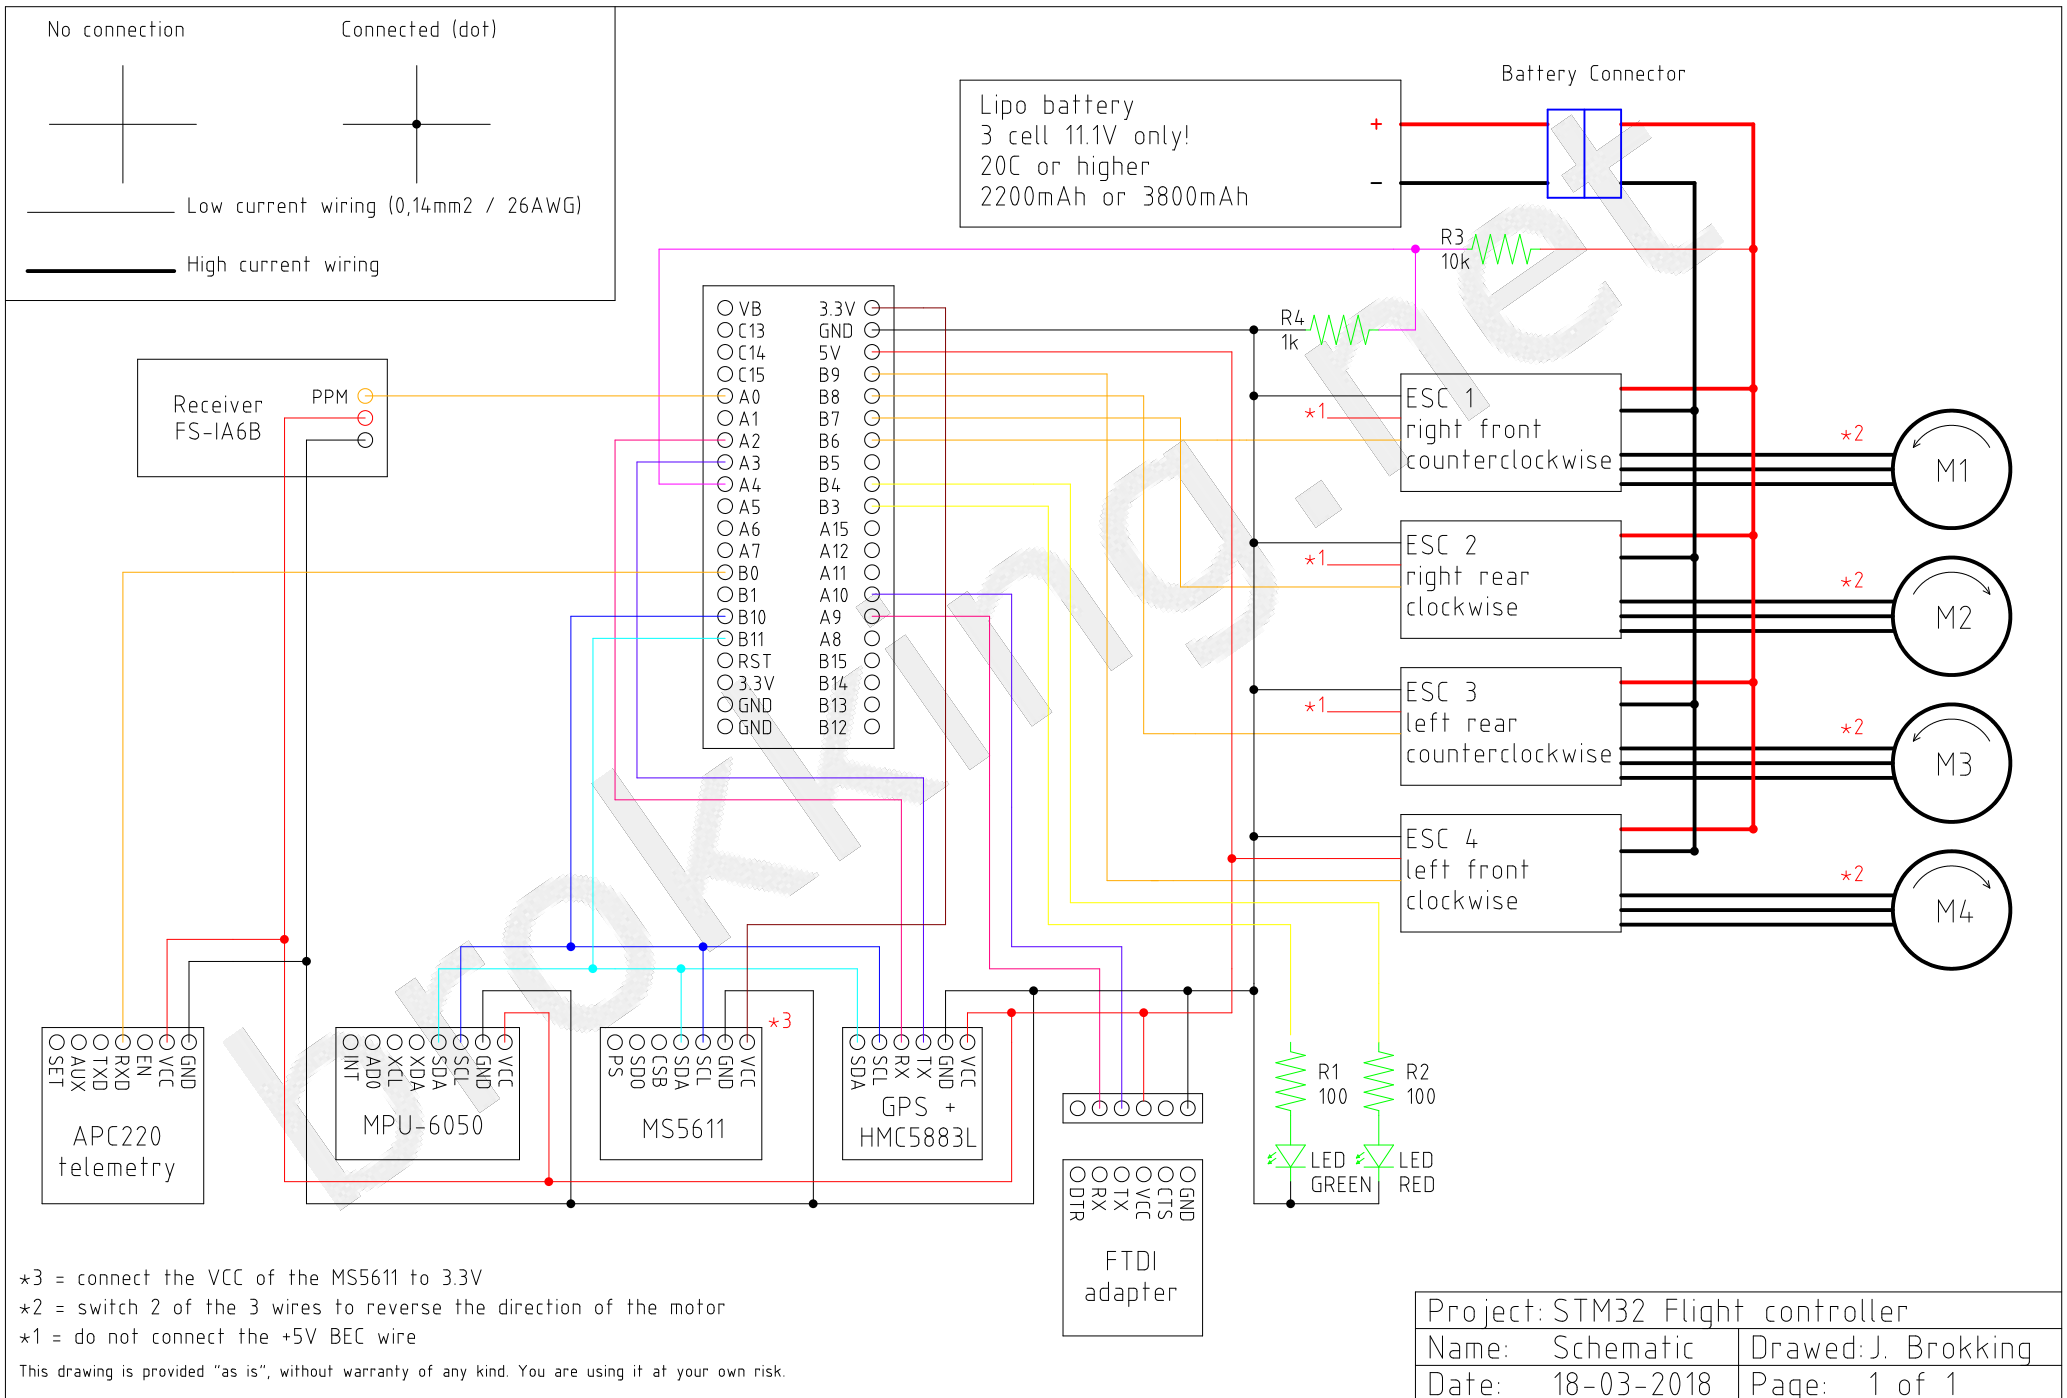 No connection
Connected (dot)
Low current wiring (0,14mm2 / 26AWG)
High current wiring
Lipo battery
3 cell 11.1V only!
20C or higher
2200mAh or 3800mAh
+
-
Battery Connector
R3
10k
R4
1k
Receiver
FS-IA6B
PPM
VB
C13
C14
C15
A0
A1
A2
A3
A4
A5
A6
A7
B0
B1
B10
B11
RST
3.3V
GND
GND
3.3V
GND
5V
B9
B8
B7
B6
B5
B4
B3
A15
A12
A11
A10
A9
A8
B15
B14
B13
B12
ESC 1
right front
counterclockwise
*1
*2
M1
ESC 2
right rear
clockwise
*1
*2
M2
ESC 3
left rear
counterclockwise
*1
*2
M3
ESC 4
left front
clockwise
*2
M4
brokking.net
SET
AUX
TXD
RXD
EN
VCC
GND
APC220
telemetry
INT
AD0
XCL
XDA
SDA
SCL
GND
VCC
MPU-6050
PS
SDO
CSB
SDA
SCL
GND
VCC
*3
MS5611
SDA
SCL
RX
TX
GND
VCC
GPS +
HMC5883L
DTR
RX
TX
VCC
CTS
GND
FTDI
adapter
R1
100
R2
100
LED
GREEN
LED
RED
*3 = connect the VCC of the MS5611 to 3.3V
*2 = switch 2 of the 3 wires to reverse the direction of the motor
*1 = do not connect the +5V BEC wire
This drawing is provided "as is", without warranty of any kind. You are using it at your own risk.
Project: STM32 Flight controller
Name: Schematic
Drawed: J. Brokking
Date: 18-03-2018
Page: 1 of 1